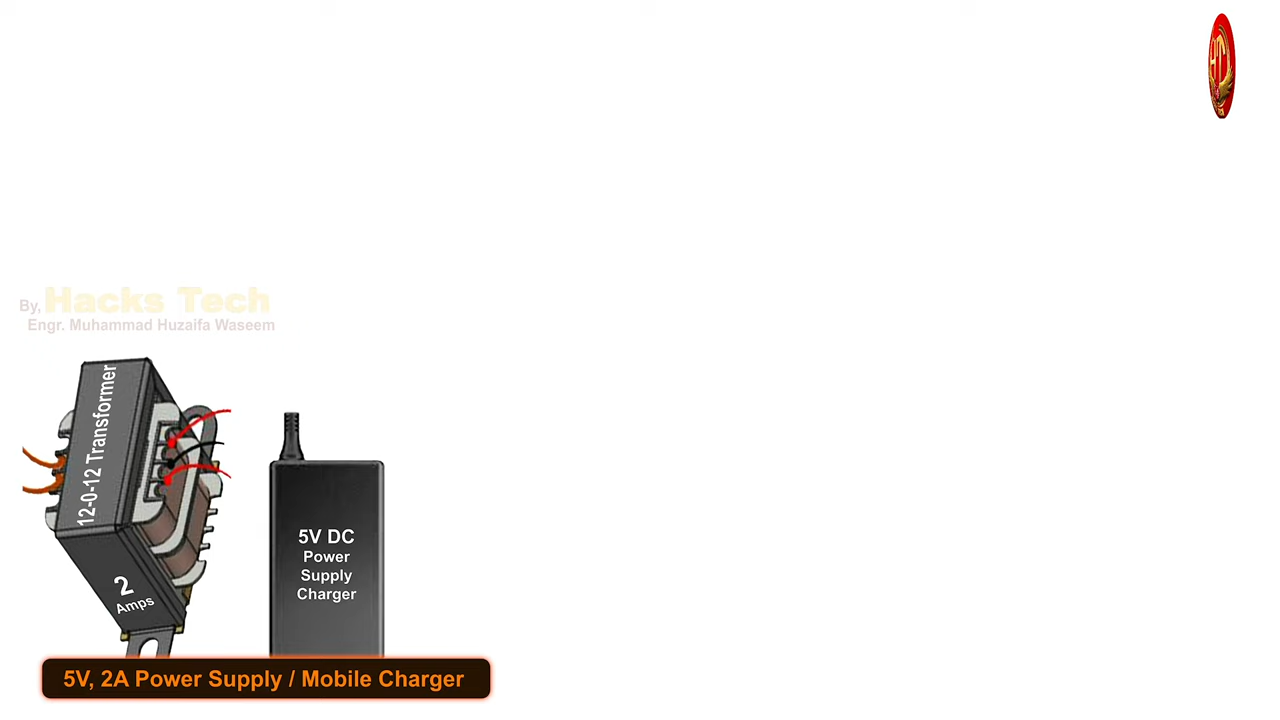 By, Hacks Tech
Engr. Muhammad Huzaifa Waseem
12-0-12 Transformer
2
Amps
5V DC
Power
Supply
Charger
5V, 2A Power Supply / Mobile Charger